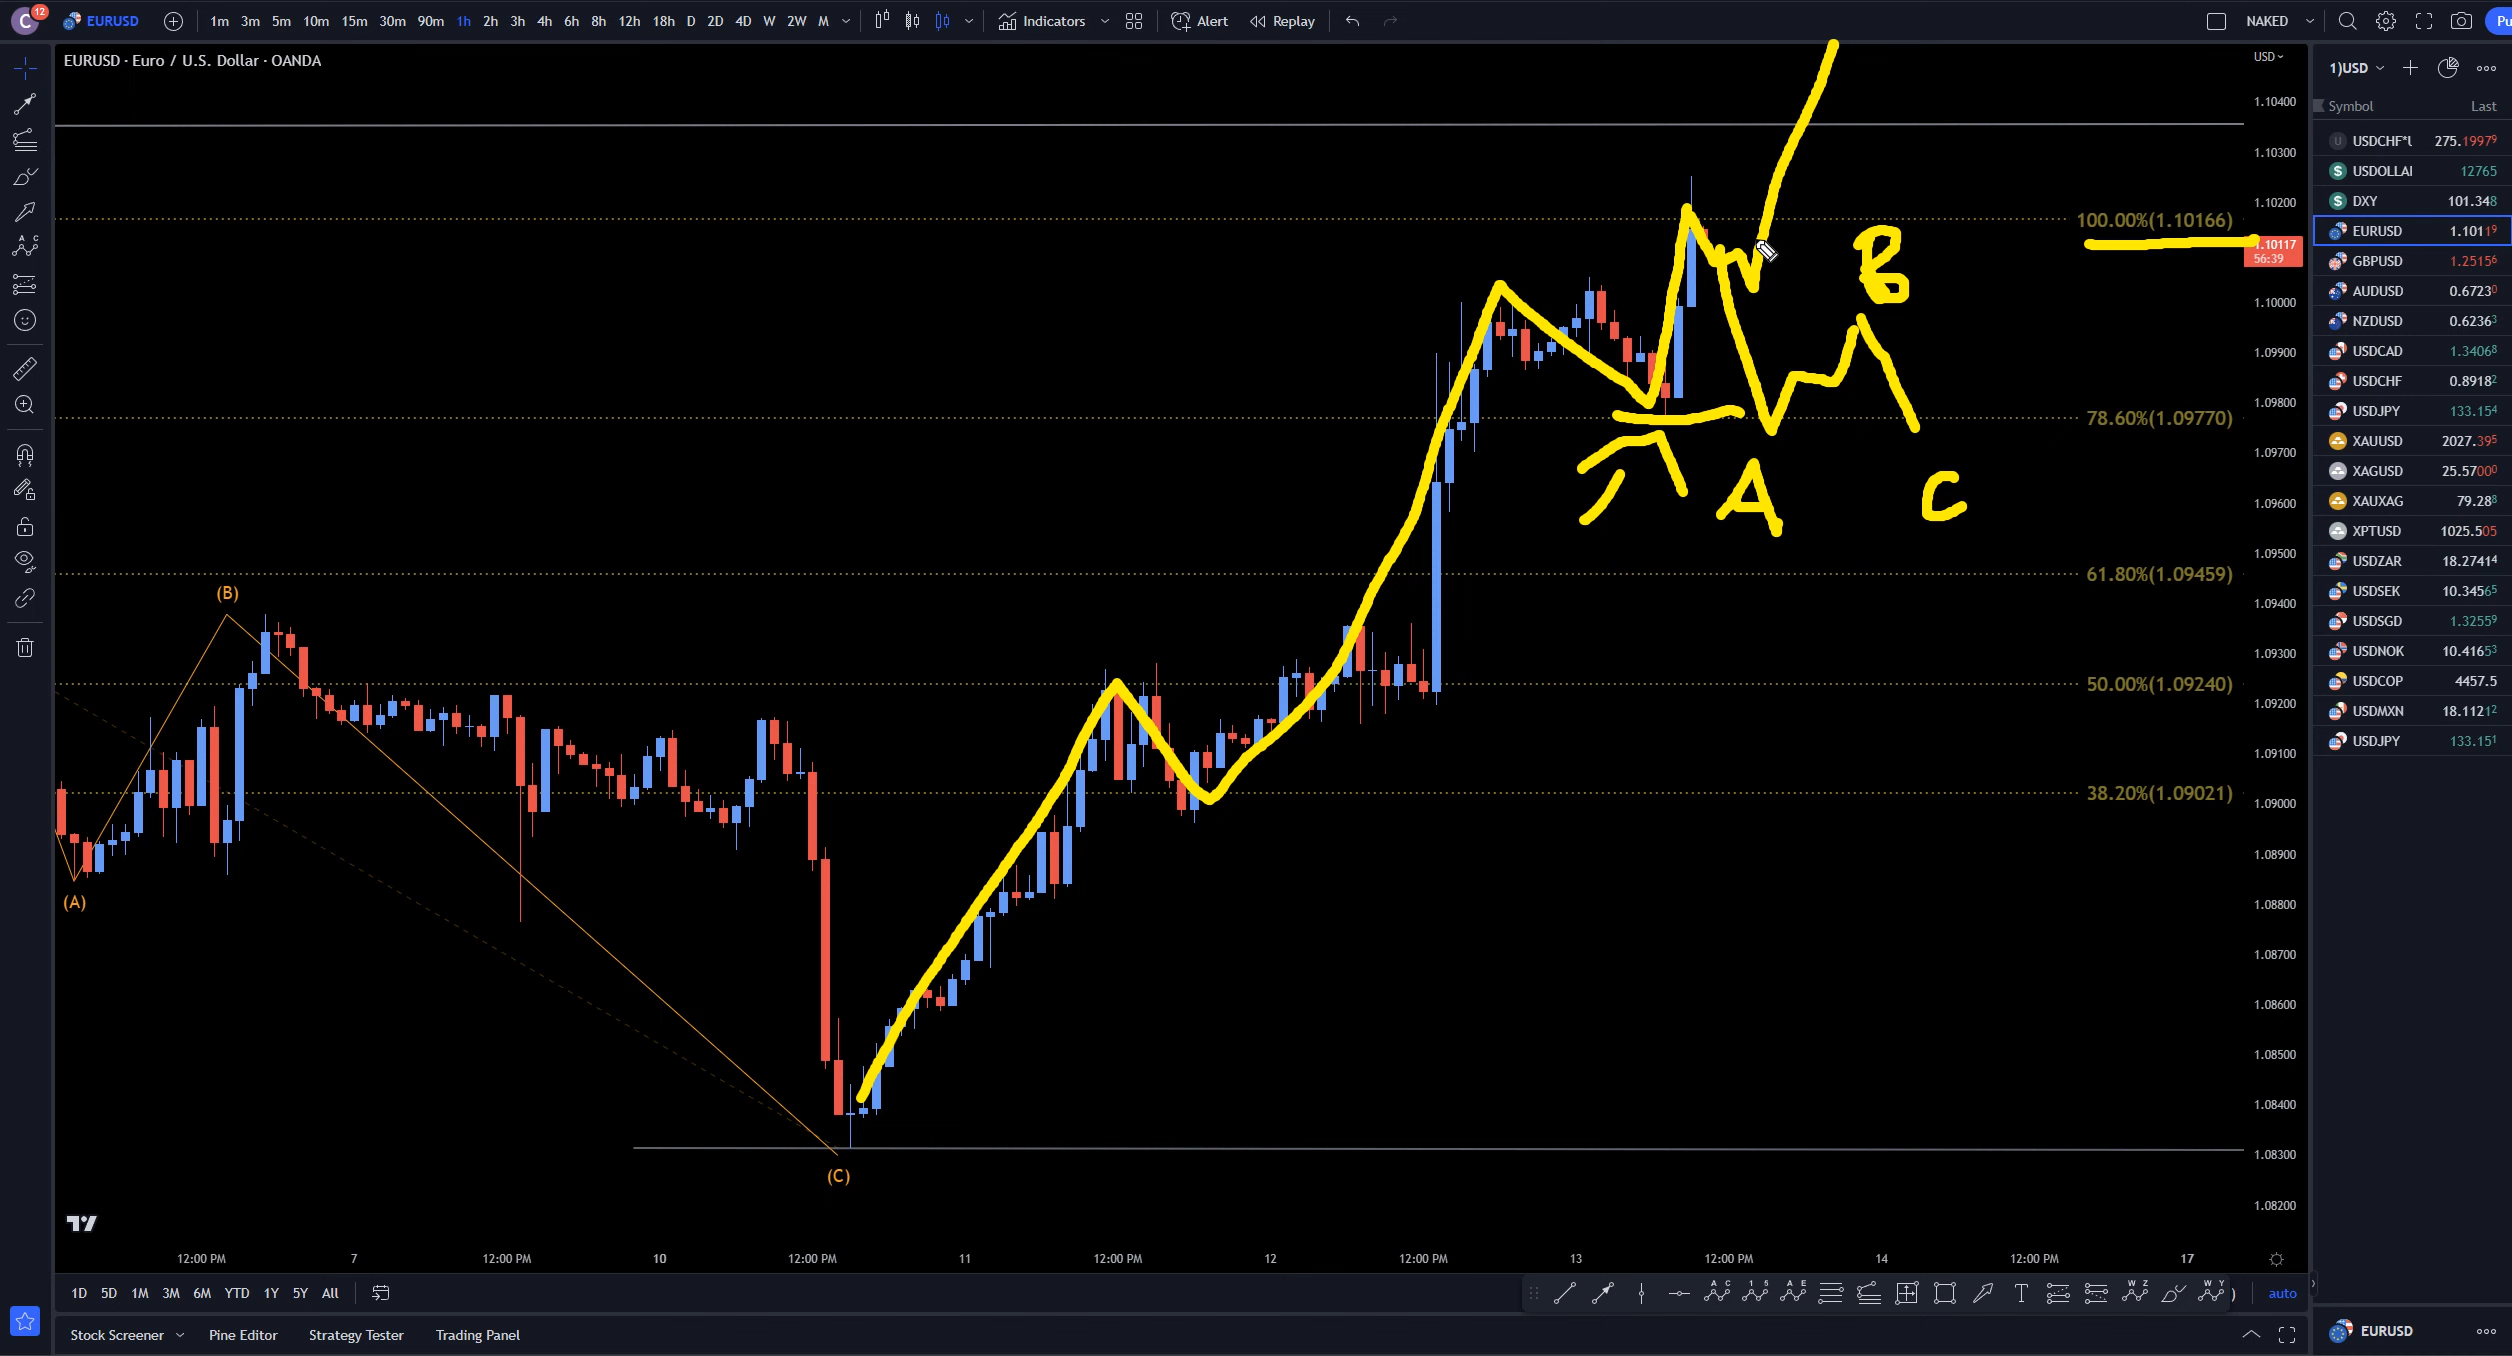 C 12 EURUSD 1m 3m 5m 10m 15m 30m 90m 1h 2h 3h 4h 6h 8h 12h 18h D 2D 4D W 2W M Indicators Alert Replay NAKED Pu
EURUSD · Euro / U.S. Dollar · OANDA
USD
1)USD
Symbol Last
1.10400
1.10300
1.10200
1.10117
56:39
1.10000
1.09900
1.09800
1.09700
1.09600
1.09500
1.09400
1.09300
1.09200
1.09100
1.09000
1.08900
1.08800
1.08700
1.08600
1.08500
1.08400
1.08300
1.08200
100.00%(1.10166)
78.60%(1.09770)
61.80%(1.09459)
50.00%(1.09240)
38.20%(1.09021)
B
A
C
(B)
(A)
(C)
USDCHF*U 275.1997⁹
USDOLLAR 12765
DXY 101.348
EURUSD 1.1011⁹
GBPUSD 1.2515⁶
AUDUSD 0.6723⁰
NZDUSD 0.6236³
USDCAD 1.3406⁸
USDCHF 0.8918²
USDJPY 133.15⁴
XAUUSD 2027.39⁵
XAGUSD 25.5700⁰
XAUXAG 79.28⁸
XPTUSD 1025.505
USDZAR 18.2741⁴
USDSEK 10.3456⁵
USDSGD 1.3255⁹
USDNOK 10.4165³
USDCOP 4457.5
USDMXN 18.1121²
USDJPY 133.15¹
12:00 PM 7 12:00 PM 10 12:00 PM 11 12:00 PM 12 12:00 PM 13 12:00 PM 14 12:00 PM 17
1D 5D 1M 3M 6M YTD 1Y 5Y All auto
Stock Screener Pine Editor Strategy Tester Trading Panel
EURUSD